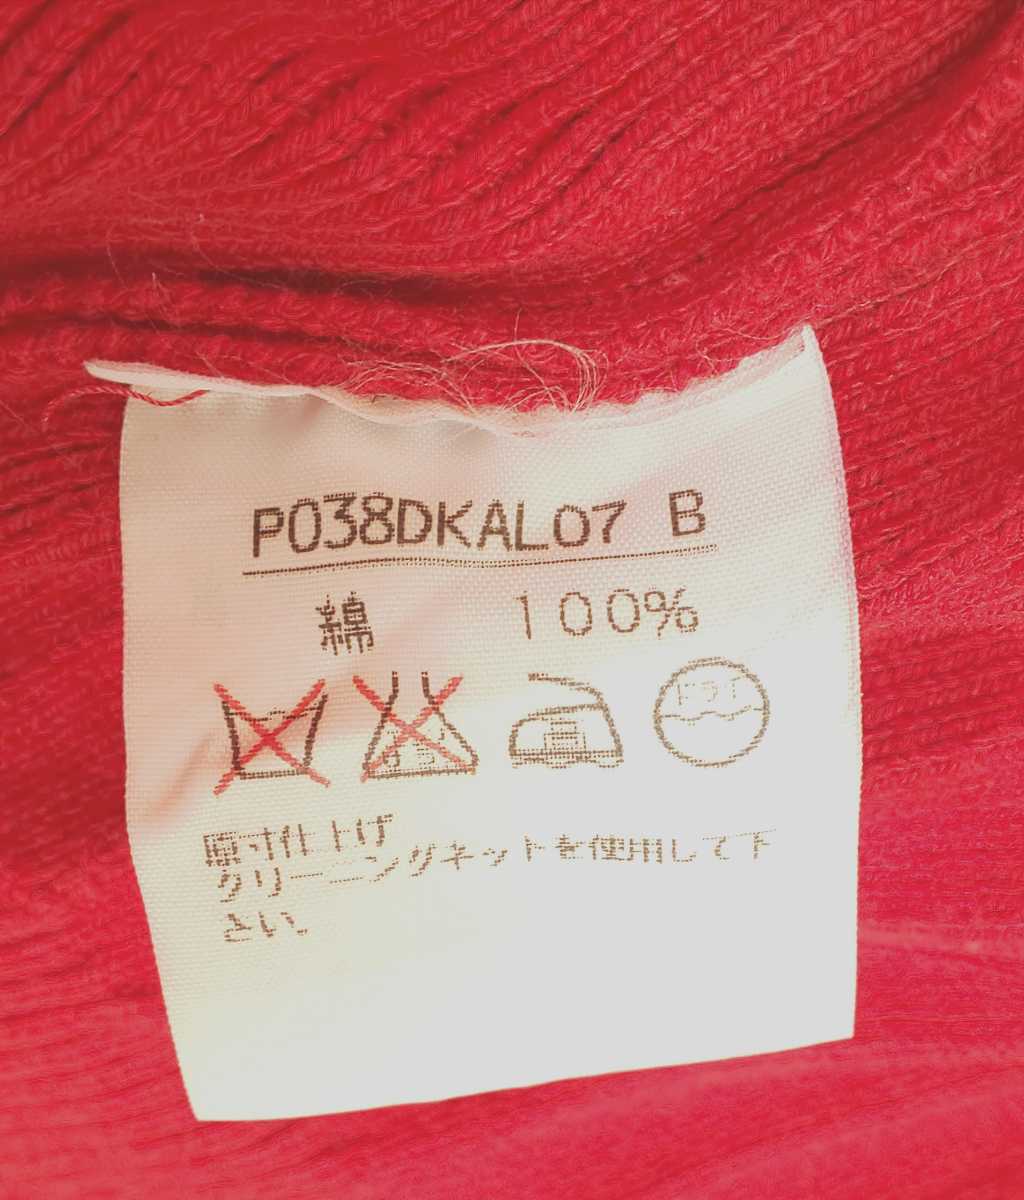 P038DKAL07 B
綿 100%
ドライ
原寸仕上げ
クリーニングネットを使用して下
さい。